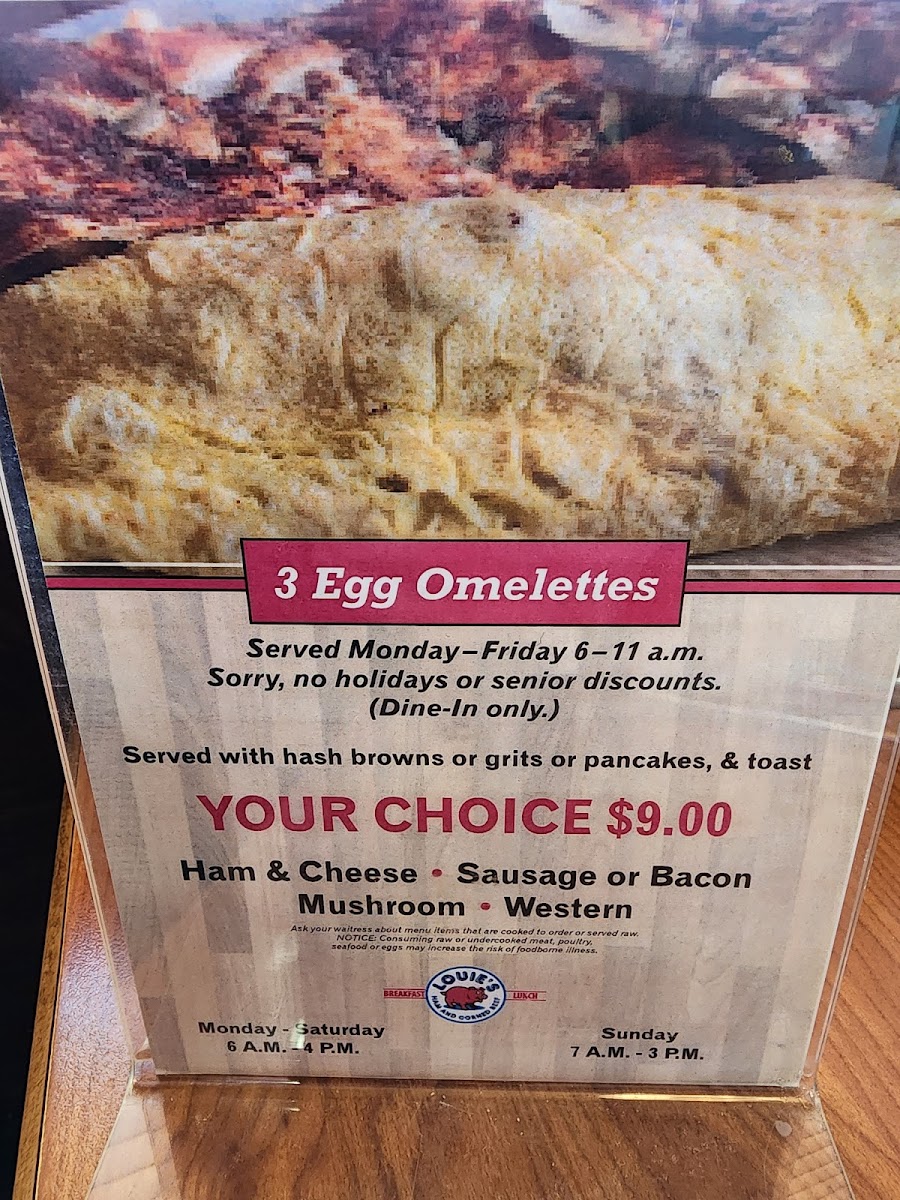 3 Egg Omelettes
Served Monday–Friday 6–11 a.m.
Sorry, no holidays or senior discounts.
(Dine-In only.)
Served with hash browns or grits or pancakes, & toast
YOUR CHOICE $9.00
Ham & Cheese • Sausage or Bacon
Mushroom • Western
Ask your waitress about menu items that are cooked to order or served raw.
NOTICE: Consuming raw or undercooked meat, poultry,
seafood or eggs may increase the risk of foodborne illness.
LOUIE'S
BREAKFAST LUNCH
HAM AND CORNED BEEF
Monday - Saturday
6 A.M. - 4 P.M.
Sunday
7 A.M. - 3 P.M.